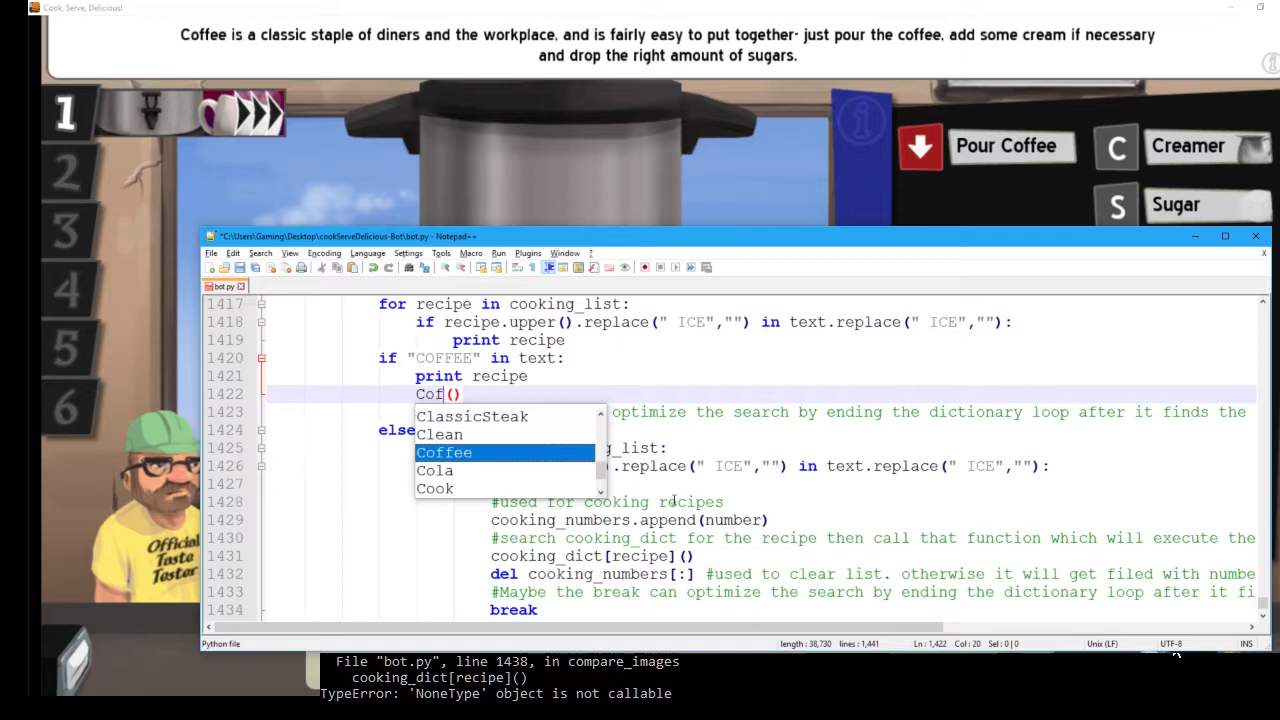 Cook, Serve, Delicious!
Coffee is a classic staple of diners and the workplace, and is fairly easy to put together- just pour the coffee, add some cream if necessary
and drop the right amount of sugars.
1
2
3
4
5
6
Pour Coffee
C
Creamer
S
Sugar
*C:\Users\Gaming\Desktop\cookServeDelicious-Bot\bot.py - Notepad++
File Edit Search View Encoding Language Settings Tools Macro Run Plugins Window ?
X
bot.py
1417 for recipe in cooking_list:
1418 if recipe.upper().replace(" ICE","") in text.replace(" ICE",""):
1419 print recipe
1420 if "COFFEE" in text:
1421 print recipe
1422 Cof()
1423 optimize the search by ending the dictionary loop after it finds the
1424 else
1425 g_list:
1426 .replace(" ICE","") in text.replace(" ICE",""):
1427
1428 #used for cooking recipes
1429 cooking_numbers.append(number)
1430 #search cooking_dict for the recipe then call that function which will execute the
1431 cooking_dict[recipe]()
1432 del cooking_numbers[:] #used to clear list. otherwise it will get filed with numbe
1433 #Maybe the break can optimize the search by ending the dictionary loop after it fi
1434 break
ClassicSteak
Clean
Coffee
Cola
Cook
Official
Taste
Tester
Python file length : 38,730 lines : 1,441 Ln : 1,422 Col : 20 Sel : 0 | 0 Unix (LF) UTF-8 INS
File "bot.py", line 1438, in compare_images
cooking_dict[recipe]()
TypeError: 'NoneType' object is not callable